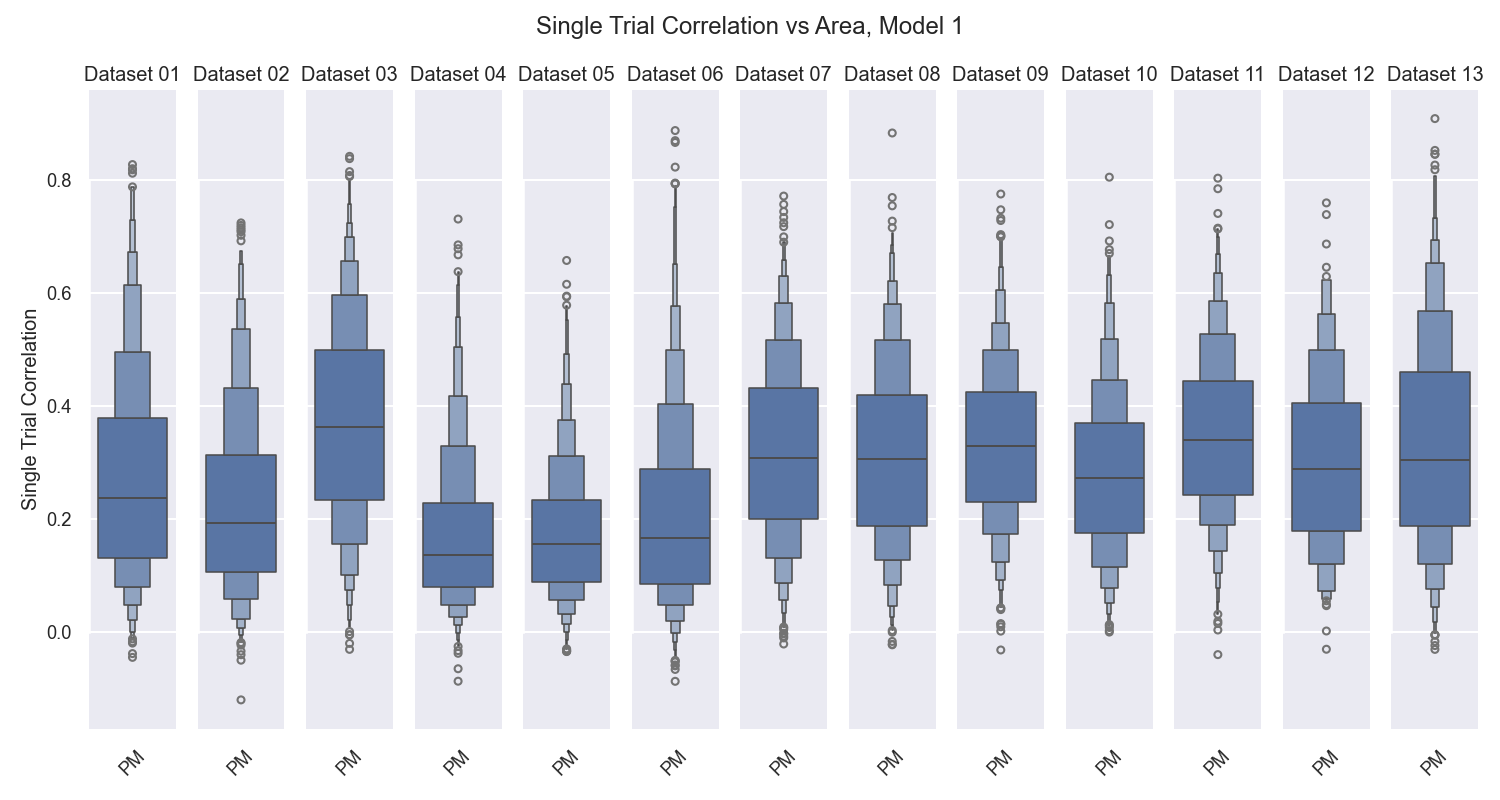 Single Trial Correlation vs Area, Model 1
Dataset 01 Dataset 02 Dataset 03 Dataset 04 Dataset 05 Dataset 06 Dataset 07 Dataset 08 Dataset 09 Dataset 10 Dataset 11 Dataset 12 Dataset 13
Single Trial Correlation
0.8
0.6
0.4
0.2
0.0
PM PM PM PM PM PM PM PM PM PM PM PM PM